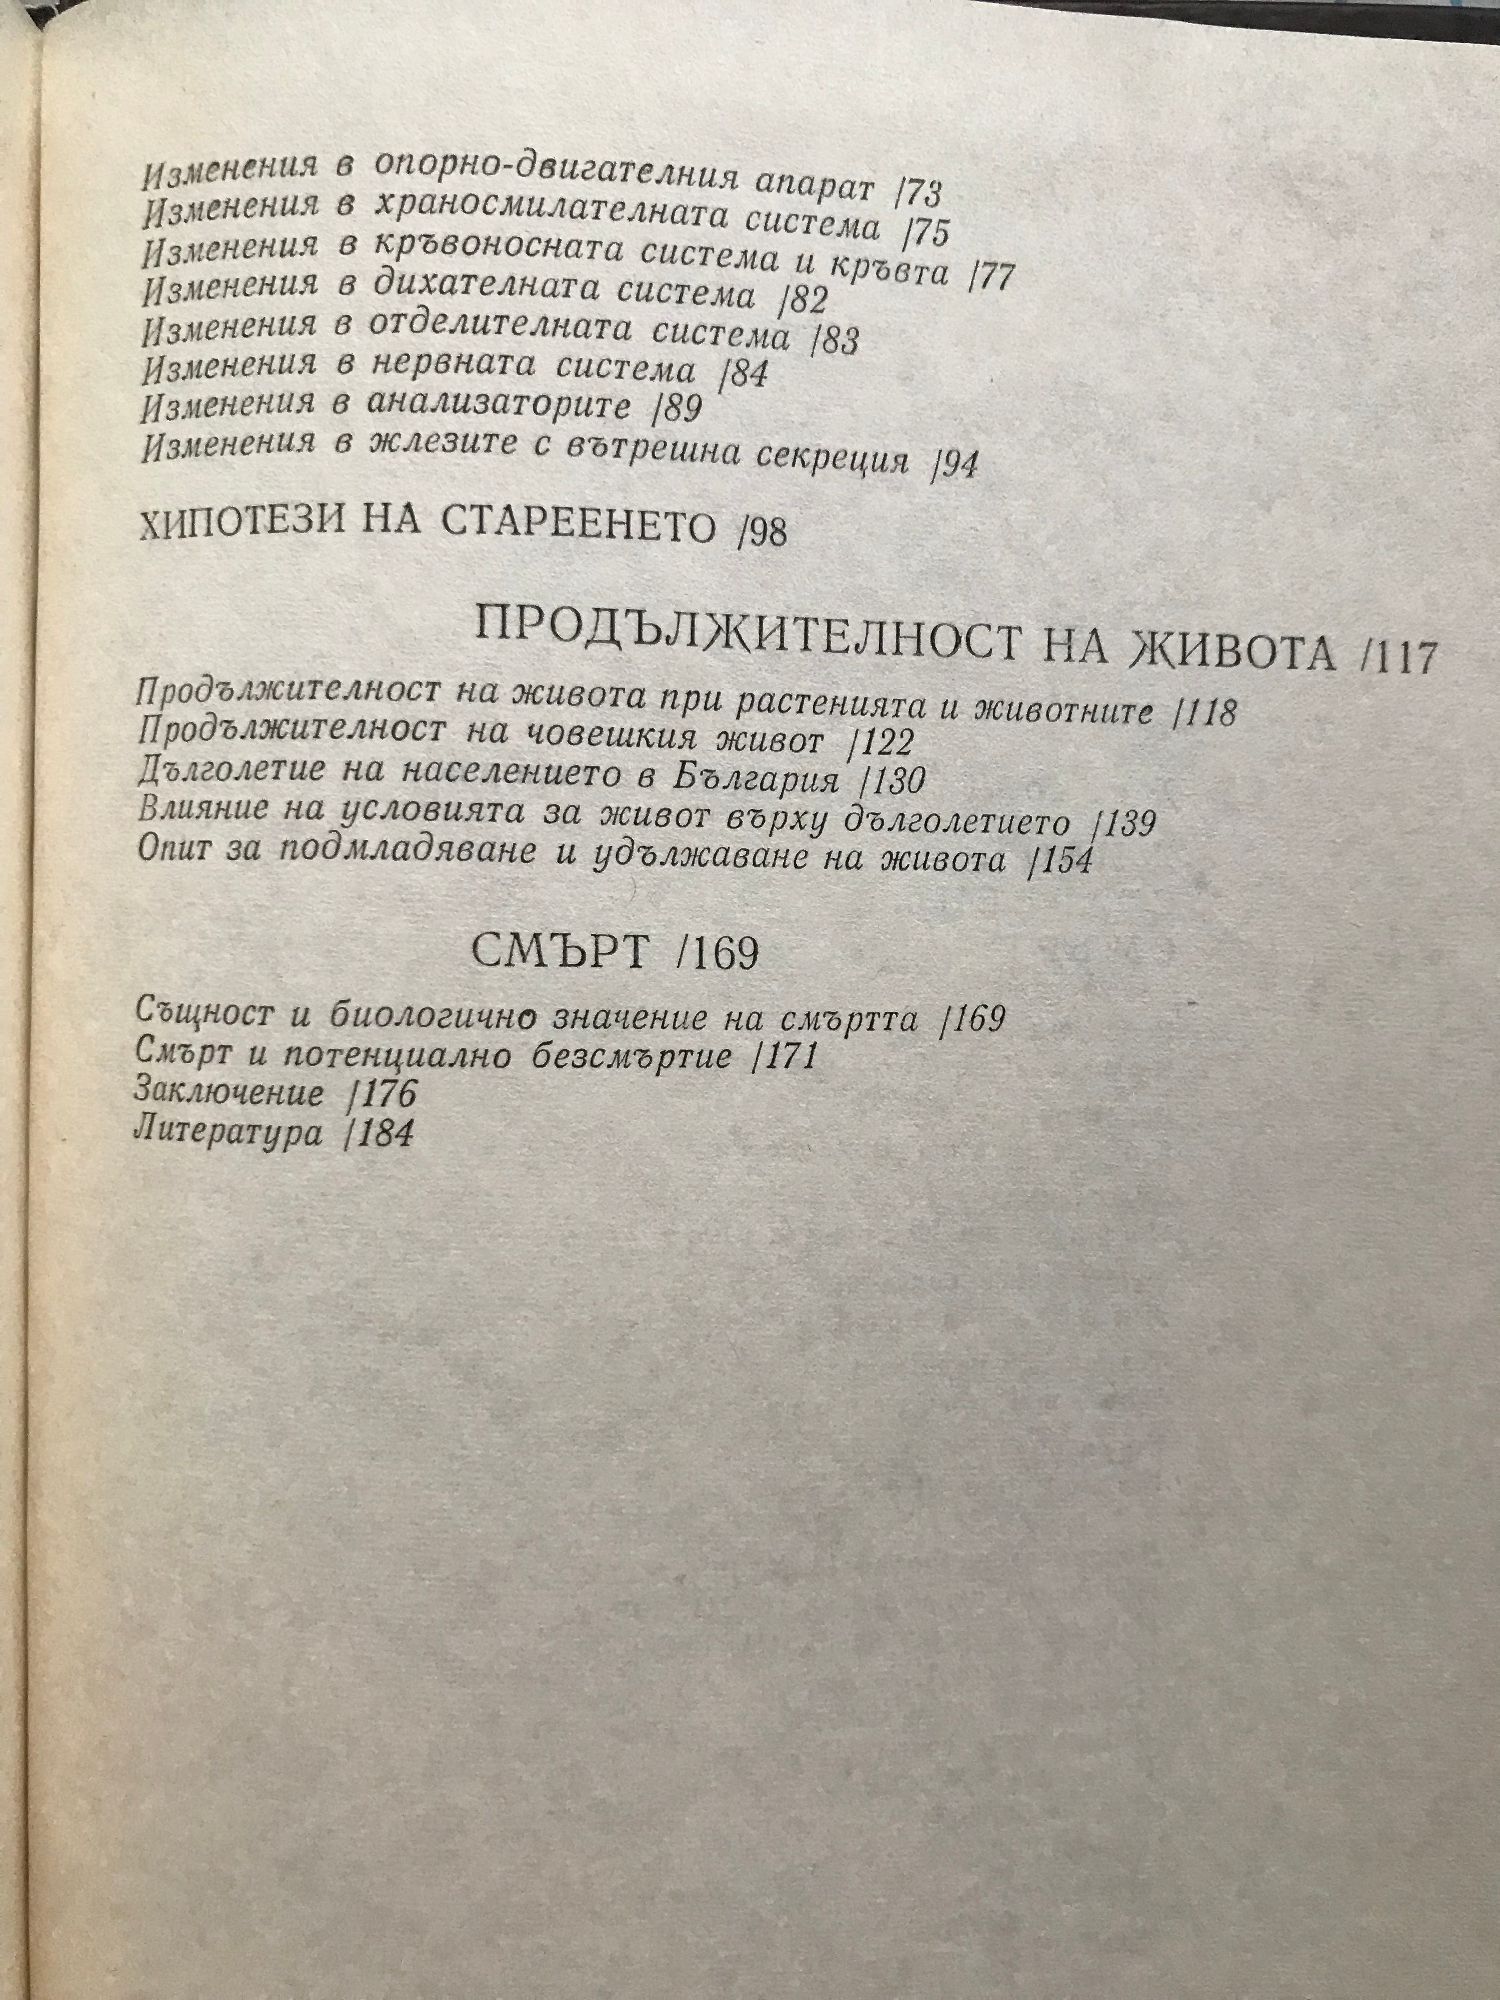 Изменения в опорно-двигателния апарат /73
Изменения в храносмилателната система /75
Изменения в кръвоносната система и кръвта /77
Изменения в дихателната система /82
Изменения в отделителната система /83
Изменения в нервната система /84
Изменения в анализаторите /89
Изменения в жлезите с вътрешна секреция /94
ХИПОТЕЗИ НА СТАРЕЕНЕТО /98
ПРОДЪЛЖИТЕЛНОСТ НА ЖИВОТА /117
Продължителност на живота при растенията и животните /118
Продължителност на човешкия живот /122
Дълголетие на населението в България /130
Влияние на условията за живот върху дълголетието /139
Опит за подмладяване и удължаване на живота /154
СМЪРТ /169
Същност и биологично значение на смъртта /169
Смърт и потенциално безсмъртие /171
Заключение /176
Литература /184